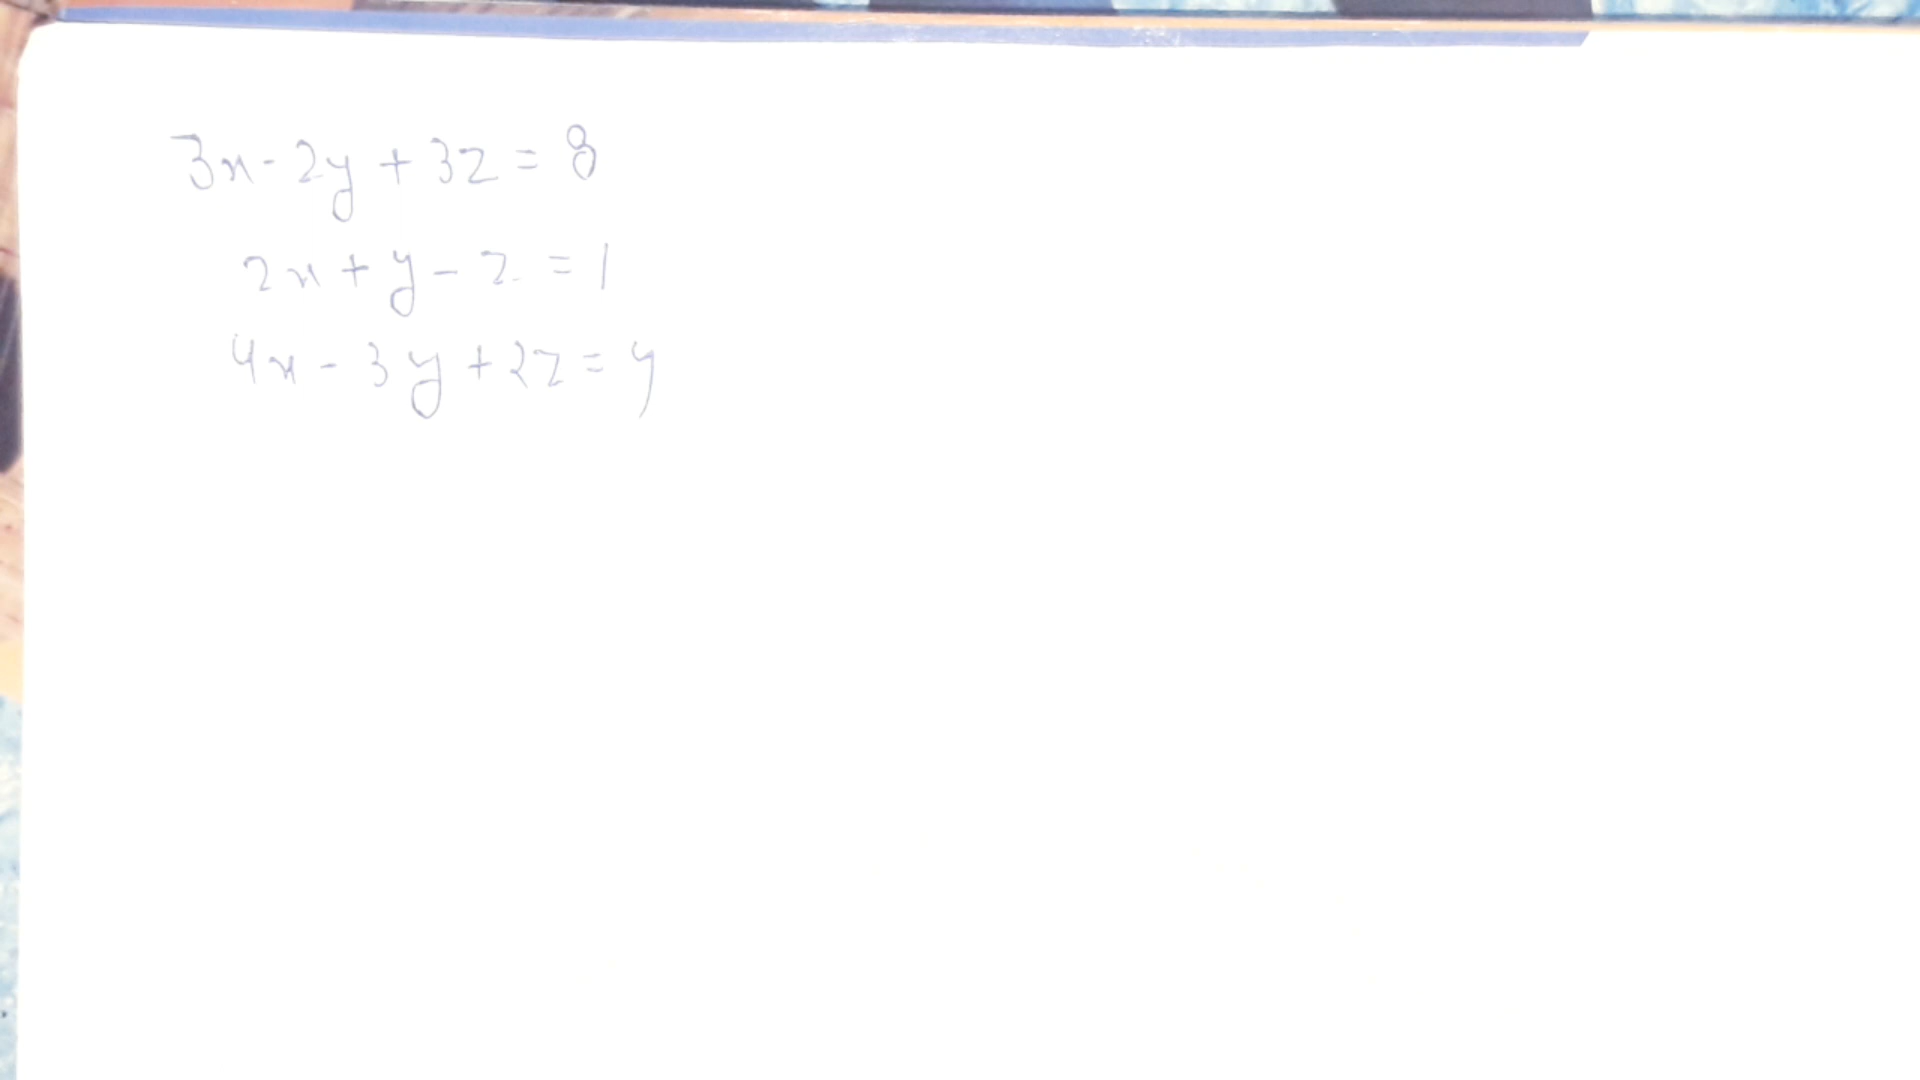 3x - 2y + 3z = 8
2x + y - z = 1
4x - 3y + 2z = 4